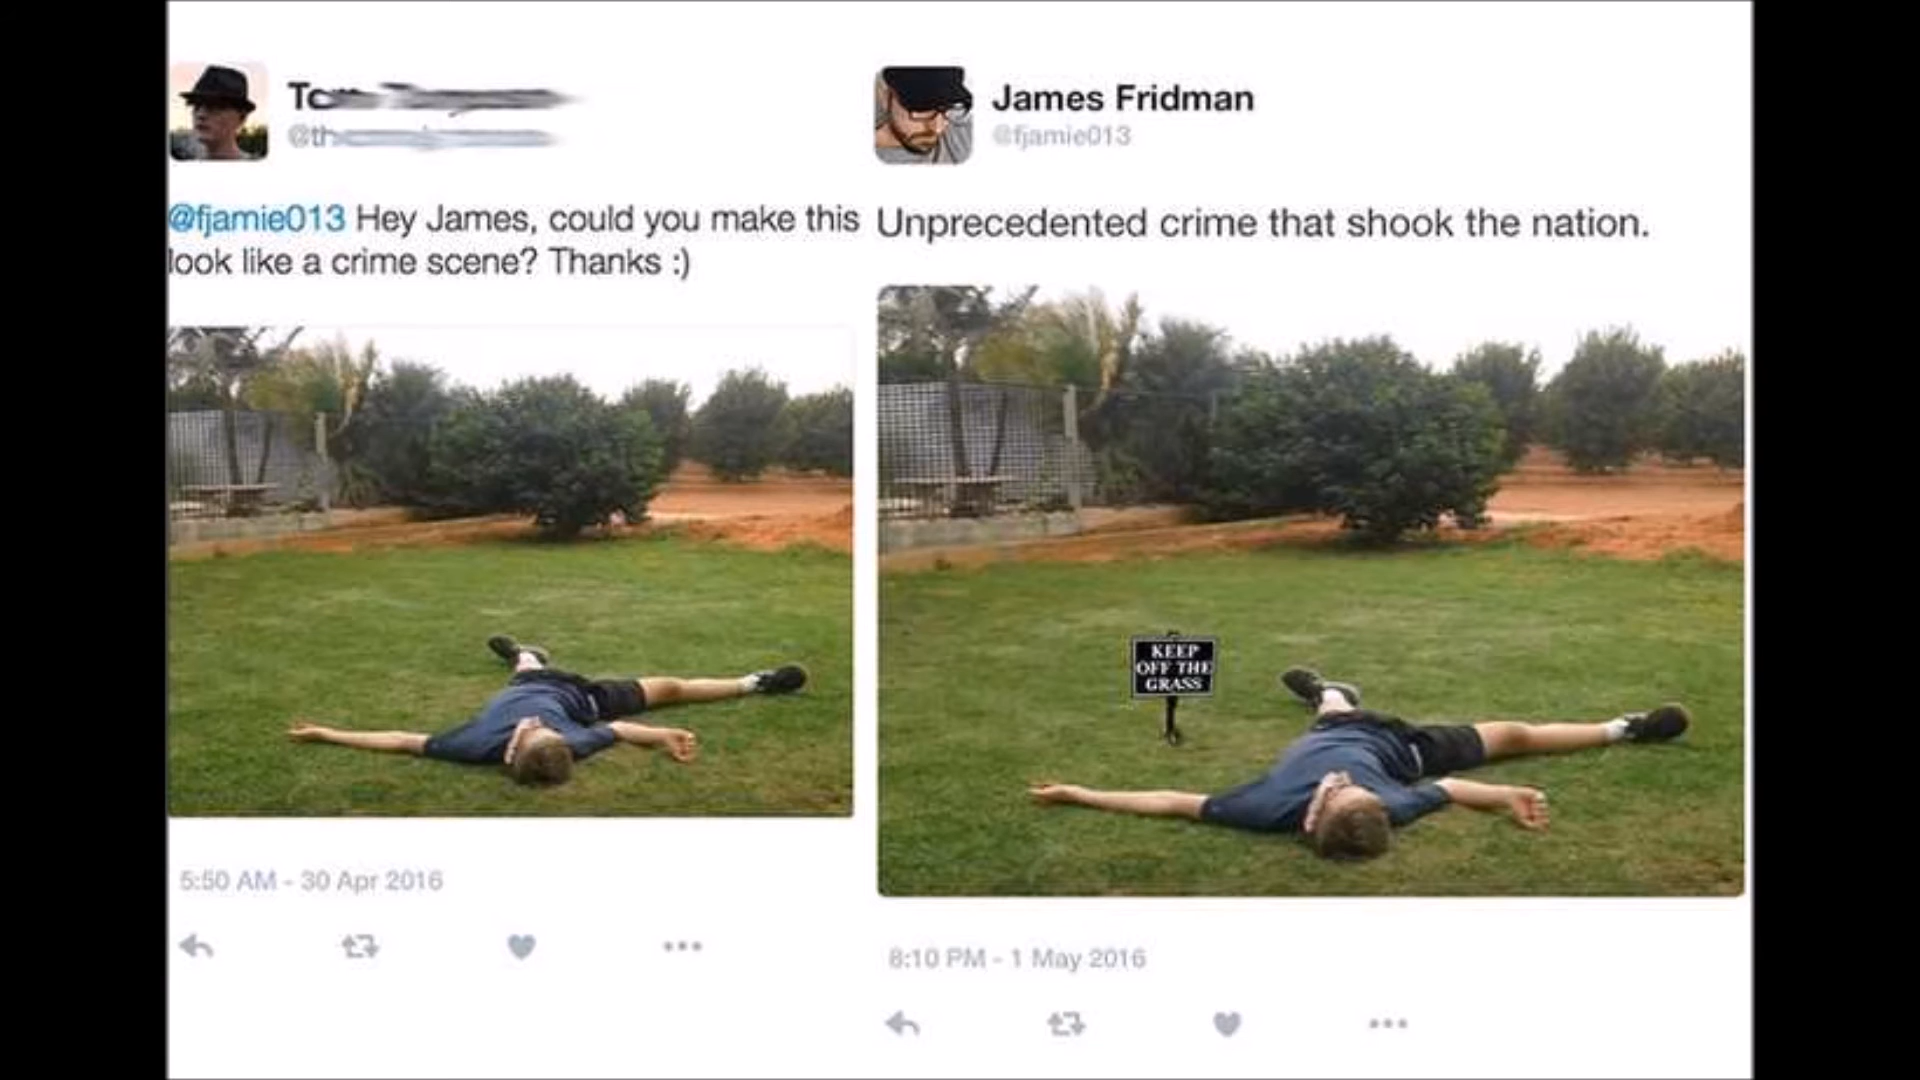 @fjamie013 Hey James, could you make this
look like a crime scene? Thanks :)
5:50 AM - 30 Apr 2016
James Fridman
@fjamie013
Unprecedented crime that shook the nation.
KEEP
OFF THE
GRASS
8:10 PM - 1 May 2016